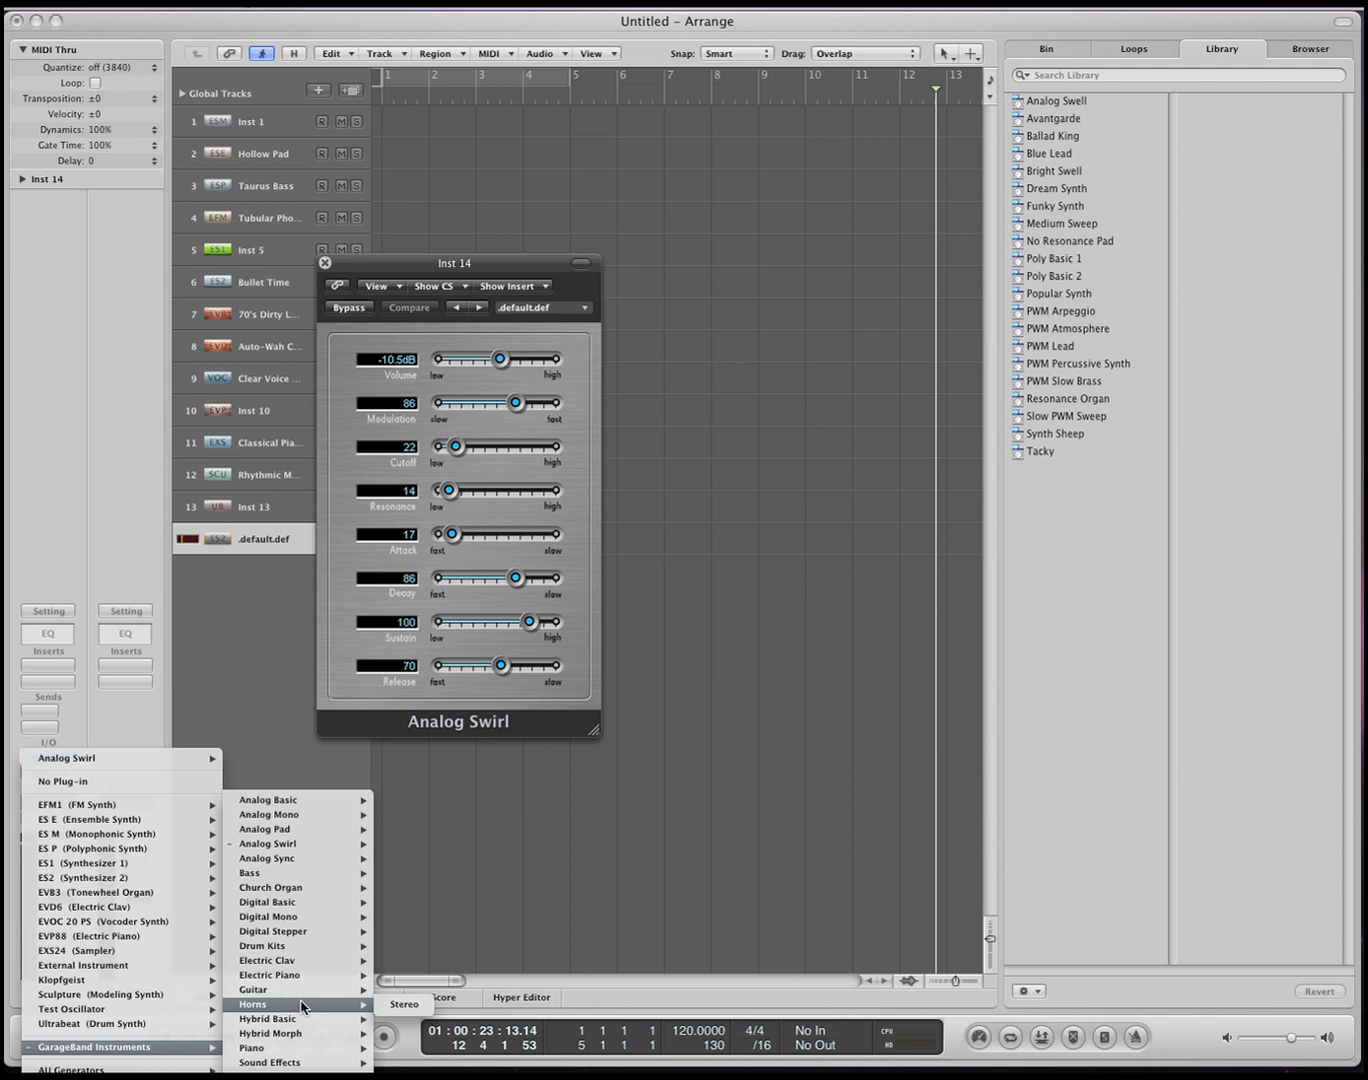 Untitled – Arrange
MIDI Thru
Quantize: off (3840)
Loop:
Transposition: ±0
Velocity: ±0
Dynamics: 100%
Gate Time: 100%
Delay: 0
Inst 14
H Edit Track Region MIDI Audio View Snap: Smart Drag: Overlap
Global Tracks
1 2 3 4 5 6 7 8 9 10 11 12 13
1 ESM Inst 1 R M S
2 ESE Hollow Pad R M S
3 ESP Taurus Bass R M S
4 EFM Tubular Pho... R M S
5 ES1 Inst 5 R M S
6 ES2 Bullet Time
7 EVB 70's Dirty L...
8 EVD Auto-Wah C...
9 VOC Clear Voice ...
10 EVP Inst 10
11 EXS Classical Pia...
12 SCU Rhythmic M...
13 UB Inst 13
ES2 .default.def
Inst 14
View Show CS Show Insert
Bypass Compare .default.def
-10.5dB
Volume low high
86
Modulation slow fast
22
Cutoff low high
14
Resonance low high
17
Attack fast slow
86
Decay fast slow
100
Sustain low high
70
Release fast slow
Analog Swirl
Setting Setting
EQ EQ
Inserts Inserts
Sends
I/O
Analog Swirl
No Plug-in
EFM1 (FM Synth)
ES E (Ensemble Synth)
ES M (Monophonic Synth)
ES P (Polyphonic Synth)
ES1 (Synthesizer 1)
ES2 (Synthesizer 2)
EVB3 (Tonewheel Organ)
EVD6 (Electric Clav)
EVOC 20 PS (Vocoder Synth)
EVP88 (Electric Piano)
EXS24 (Sampler)
External Instrument
Klopfgeist
Sculpture (Modeling Synth)
Test Oscillator
Ultrabeat (Drum Synth)
– GarageBand Instruments
AU Generators
Analog Basic
Analog Mono
Analog Pad
– Analog Swirl
Analog Sync
Bass
Church Organ
Digital Basic
Digital Mono
Digital Stepper
Drum Kits
Electric Clav
Electric Piano
Guitar
Horns
Hybrid Basic
Hybrid Morph
Piano
Sound Effects
Stereo
Hyper Editor
01 : 00 : 23 : 13.14 1 1 1 1 120.0000 4/4 No In CPU
12 4 1 53 5 1 1 1 130 /16 No Out HD
Bin Loops Library Browser
Search Library
Analog Swell
Avantgarde
Ballad King
Blue Lead
Bright Swell
Dream Synth
Funky Synth
Medium Sweep
No Resonance Pad
Poly Basic 1
Poly Basic 2
Popular Synth
PWM Arpeggio
PWM Atmosphere
PWM Lead
PWM Percussive Synth
PWM Slow Brass
Resonance Organ
Slow PWM Sweep
Synth Sheep
Tacky
Revert